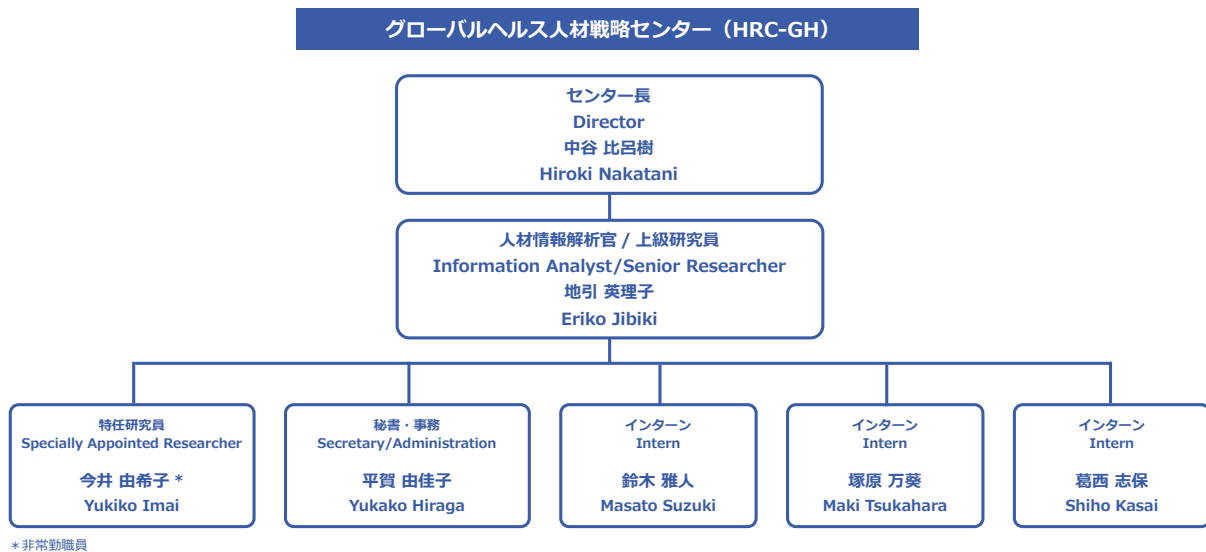 グローバルヘルス人材戦略センター（HRC-GH）
センター長
Director
中谷 比呂樹
Hiroki Nakatani
人材情報解析官 / 上級研究員
Information Analyst/Senior Researcher
地引 英理子
Eriko Jibiki
特任研究員
Specially Appointed Researcher
今井 由希子 *
Yukiko Imai
秘書・事務
Secretary/Administration
平賀 由佳子
Yukako Hiraga
インターン
Intern
鈴木 雅人
Masato Suzuki
インターン
Intern
塚原 万葵
Maki Tsukahara
インターン
Intern
葛西 志保
Shiho Kasai
＊非常勤職員